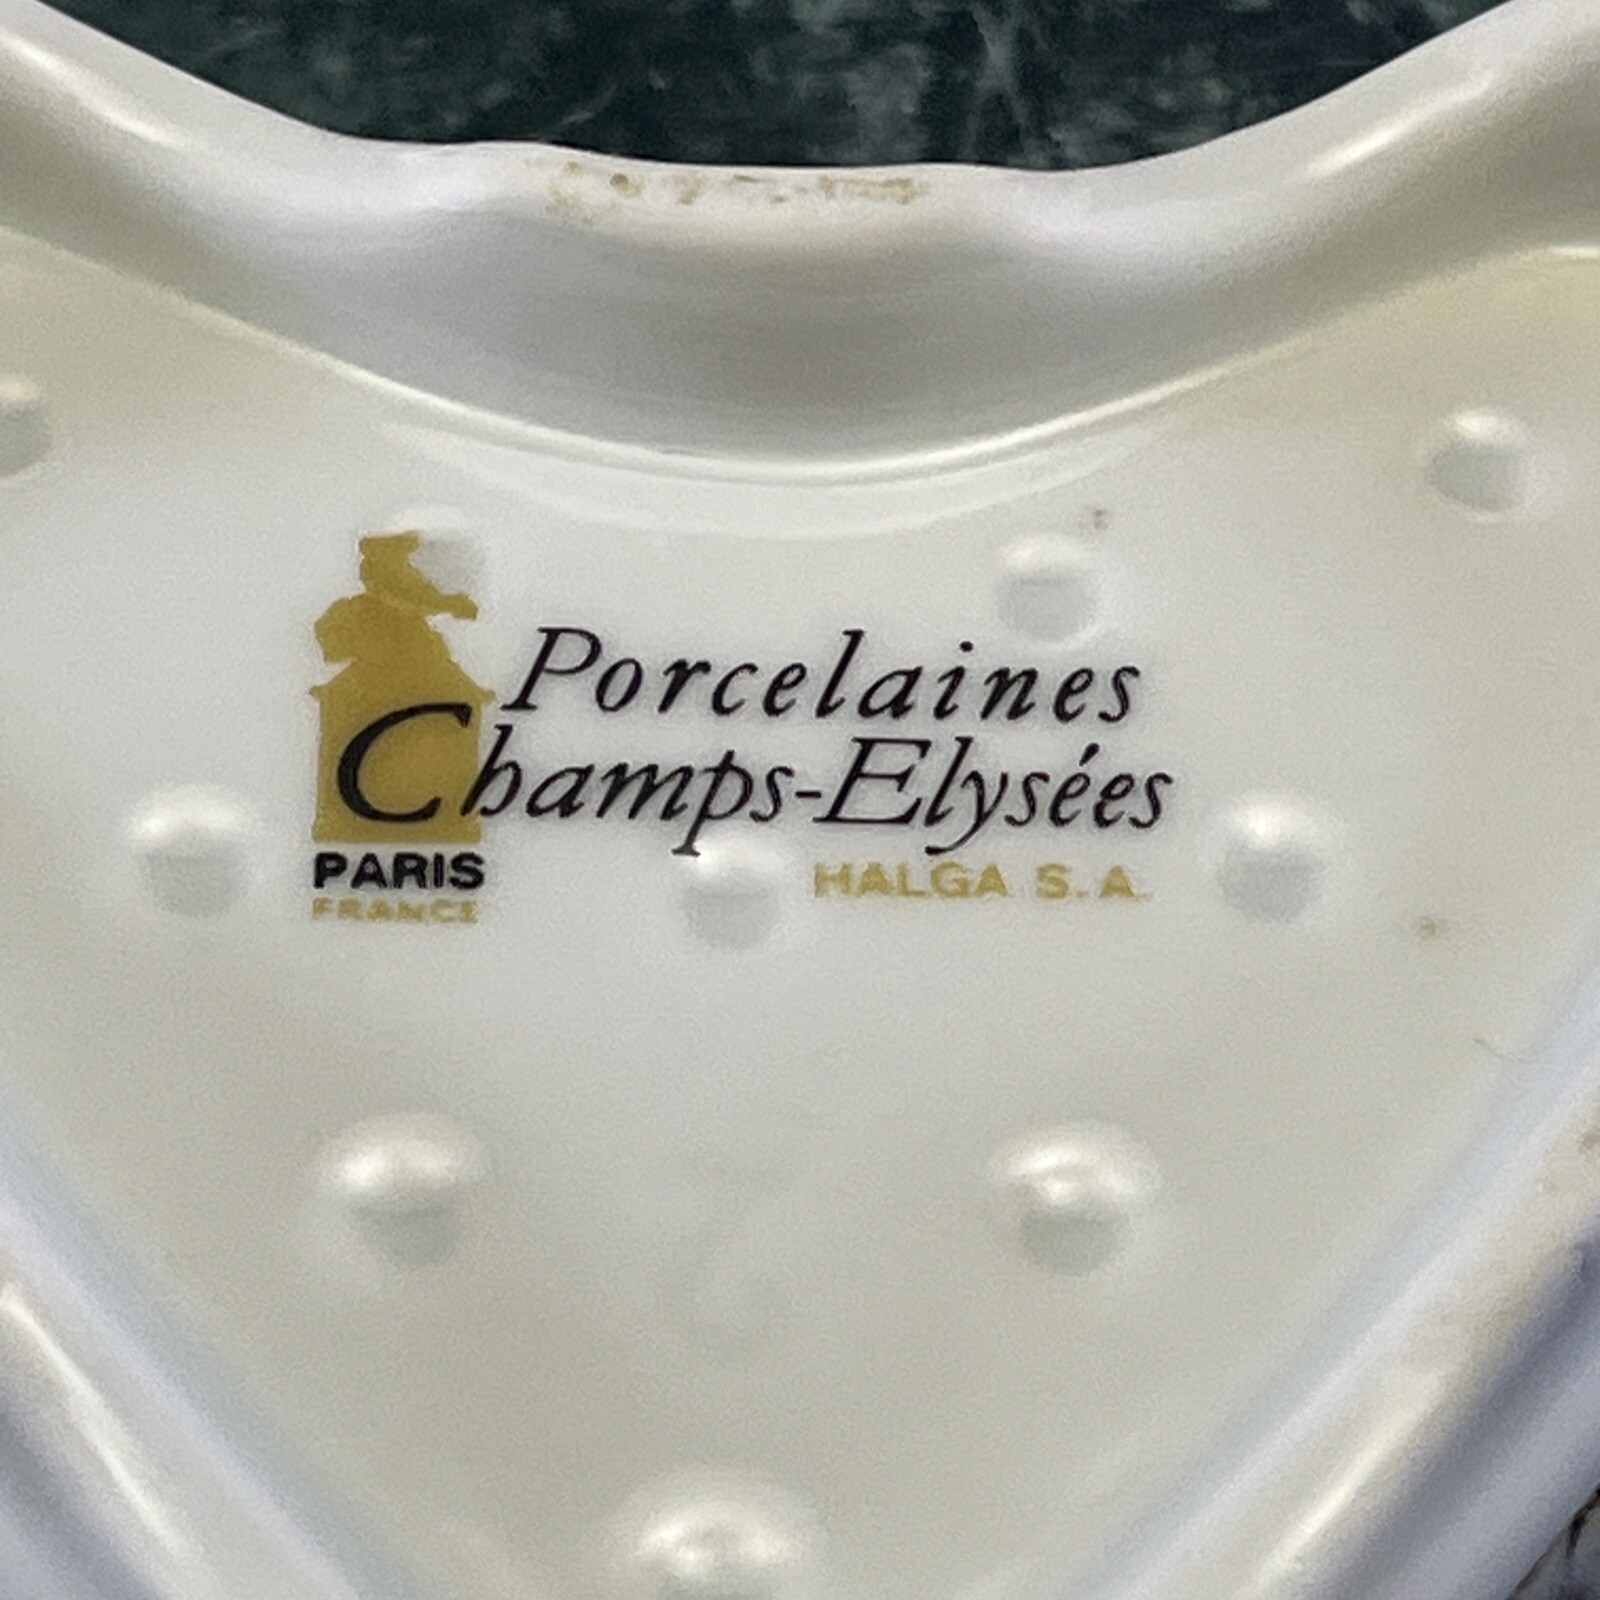 Porcelaines
Champs-Elysées
PARIS
FRANCE
HALGA S.A.